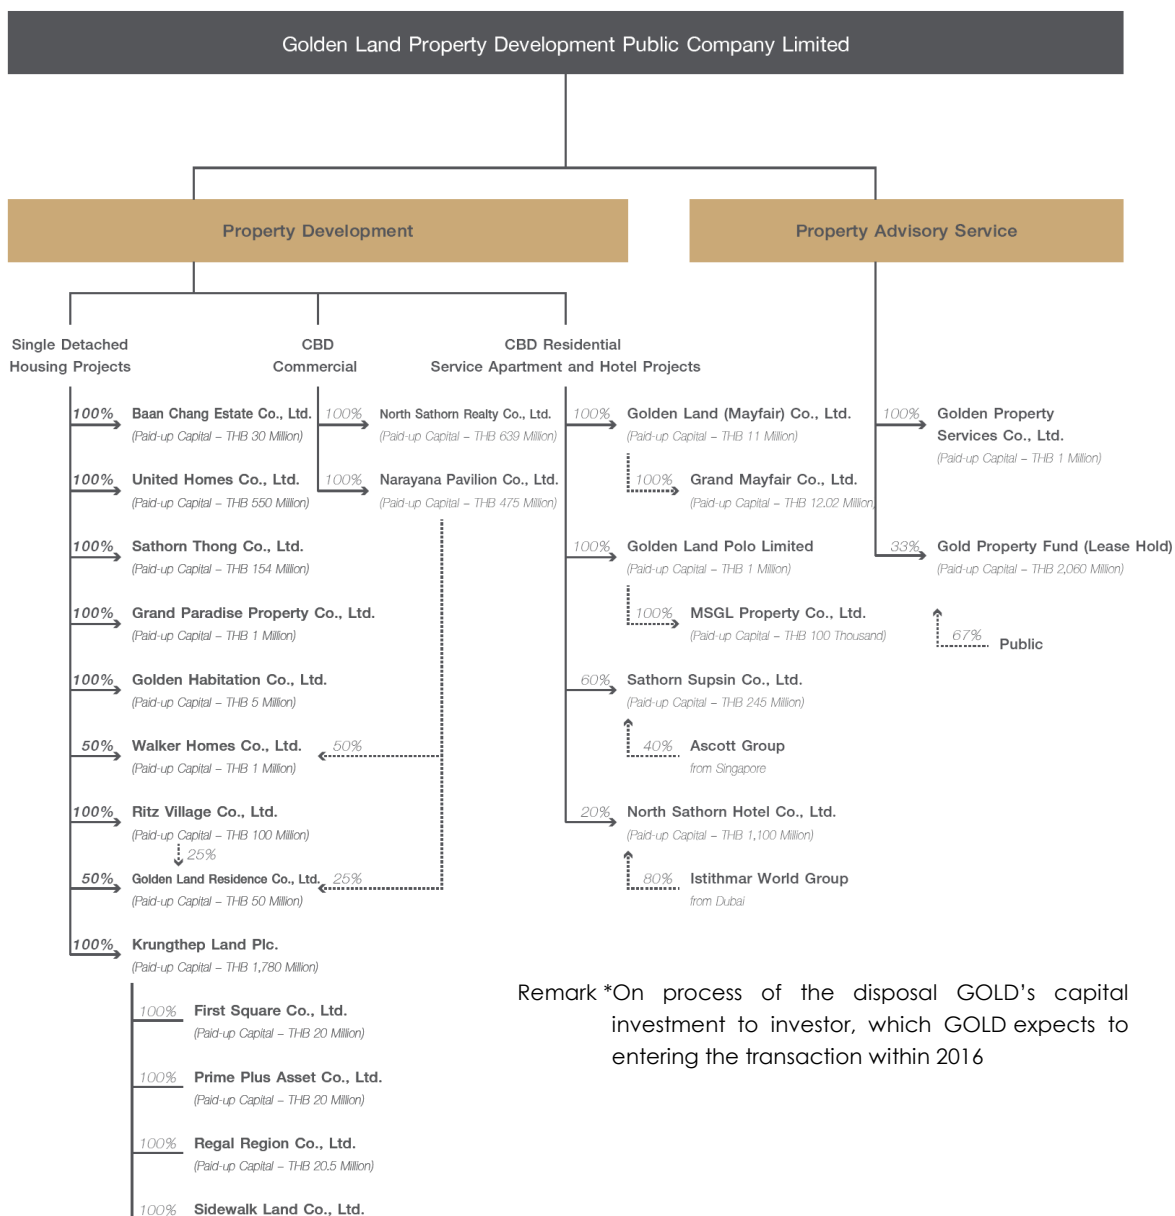 Golden Land Property Development Public Company Limited
Property Development
Property Advisory Service
Single Detached
Housing Projects
CBD
Commercial
CBD Residential
Service Apartment and Hotel Projects
100% Baan Chang Estate Co., Ltd.
(Paid-up Capital – THB 30 Million)
100% United Homes Co., Ltd.
(Paid-up Capital – THB 550 Million)
100% Sathorn Thong Co., Ltd.
(Paid-up Capital – THB 154 Million)
100% Grand Paradise Property Co., Ltd.
(Paid-up Capital – THB 1 Million)
100% Golden Habitation Co., Ltd.
(Paid-up Capital – THB 5 Million)
50% Walker Homes Co., Ltd. 50%
(Paid-up Capital – THB 1 Million)
100% Ritz Village Co., Ltd.
(Paid-up Capital – THB 100 Million)
25%
50% Golden Land Residence Co., Ltd. 25%
(Paid-up Capital – THB 50 Million)
100% Krungthep Land Plc.
(Paid-up Capital – THB 1,780 Million)
100% First Square Co., Ltd.
(Paid-up Capital – THB 20 Million)
100% Prime Plus Asset Co., Ltd.
(Paid-up Capital – THB 20 Million)
100% Regal Region Co., Ltd.
(Paid-up Capital – THB 20.5 Million)
100% Sidewalk Land Co., Ltd.
100% North Sathorn Realty Co., Ltd.
(Paid-up Capital – THB 639 Million)
100% Narayana Pavilion Co., Ltd.
(Paid-up Capital – THB 475 Million)
100% Golden Land (Mayfair) Co., Ltd.
(Paid-up Capital – THB 11 Million)
100% Grand Mayfair Co., Ltd.
(Paid-up Capital – THB 12.02 Million)
100% Golden Land Polo Limited
(Paid-up Capital – THB 1 Million)
100% MSGL Property Co., Ltd.
(Paid-up Capital – THB 100 Thousand)
60% Sathorn Supsin Co., Ltd.
(Paid-up Capital – THB 245 Million)
40% Ascott Group
from Singapore
20% North Sathorn Hotel Co., Ltd.
(Paid-up Capital – THB 1,100 Million)
80% Istithmar World Group
from Dubai
100% Golden Property
Services Co., Ltd.
(Paid-up Capital – THB 1 Million)
33% Gold Property Fund (Lease Hold)
(Paid-up Capital – THB 2,060 Million)
67% Public
Remark *On process of the disposal GOLD's capital
investment to investor, which GOLD expects to
entering the transaction within 2016